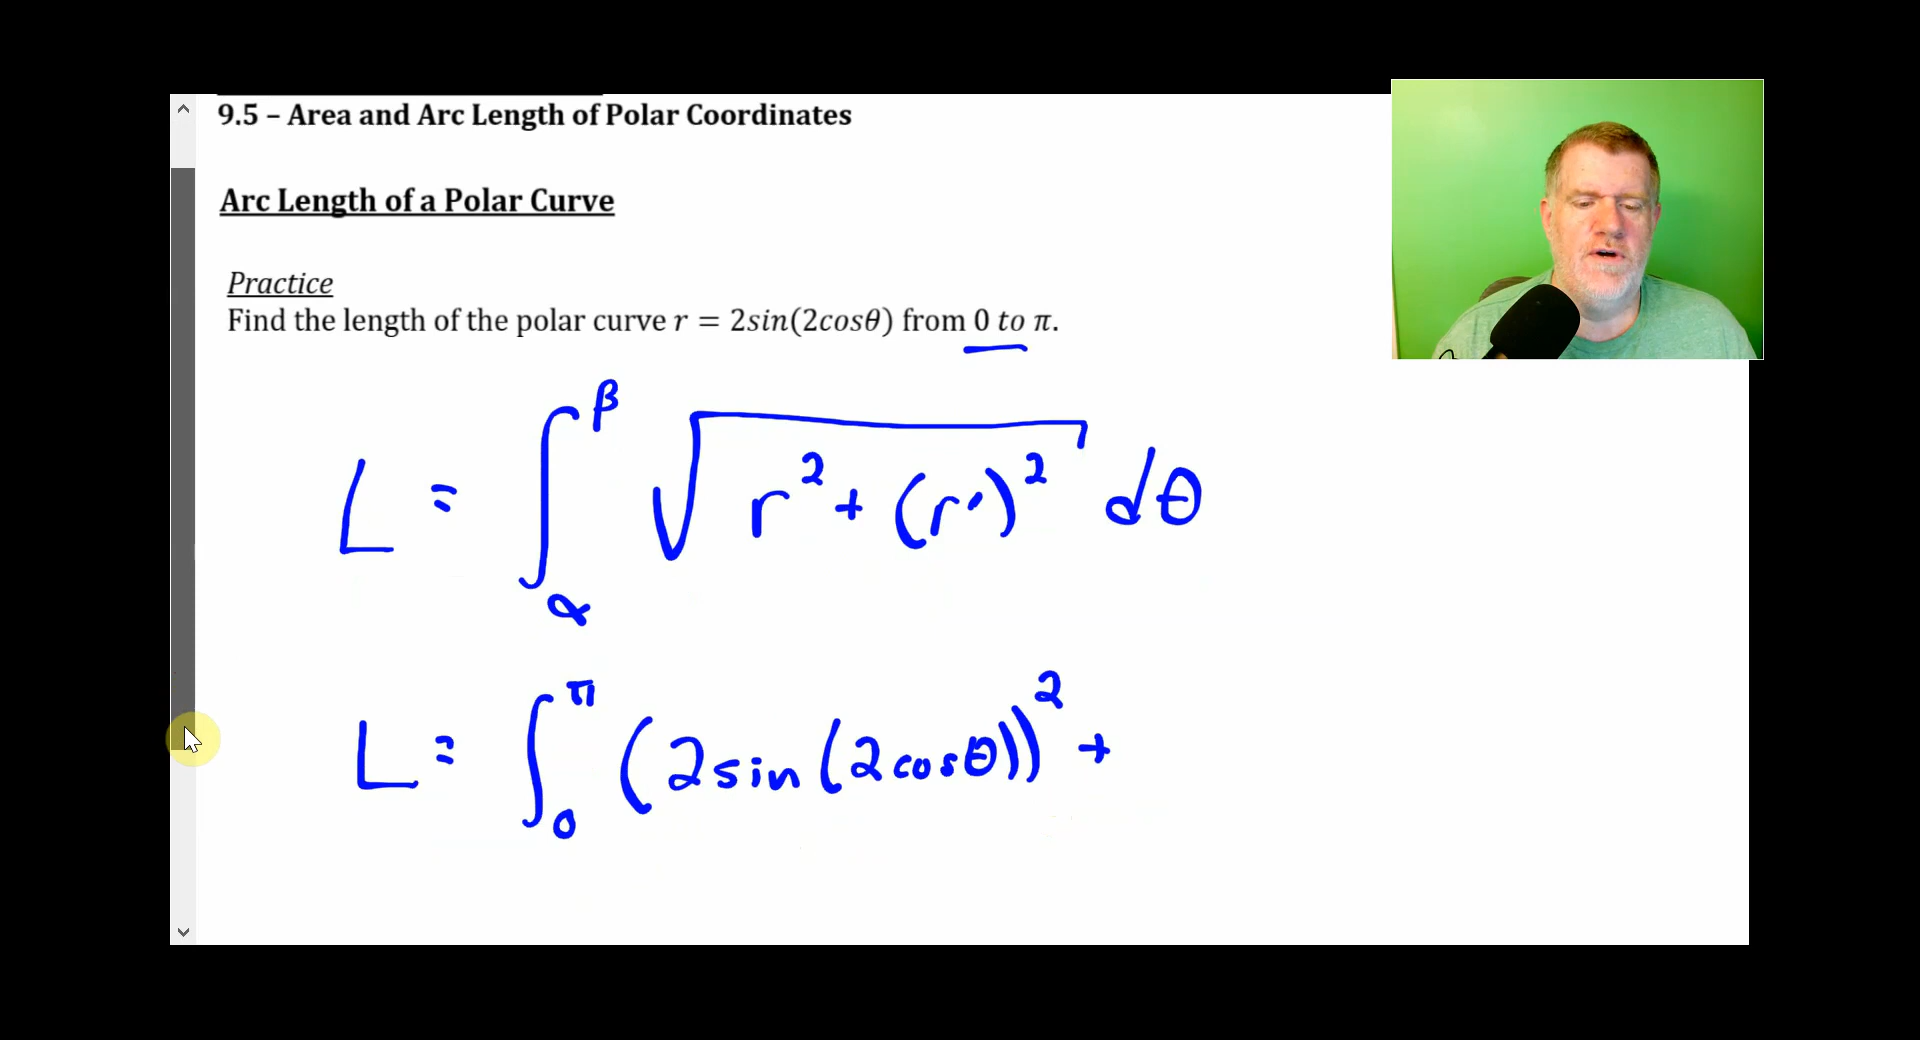 9.5 – Area and Arc Length of Polar Coordinates
Arc Length of a Polar Curve
Practice
Find the length of the polar curve r = 2sin(2cosθ) from 0 to π.
L = ∫_α^β √(r² + (r′)²) dθ
L = ∫_0^π (2sin(2cosθ))² +